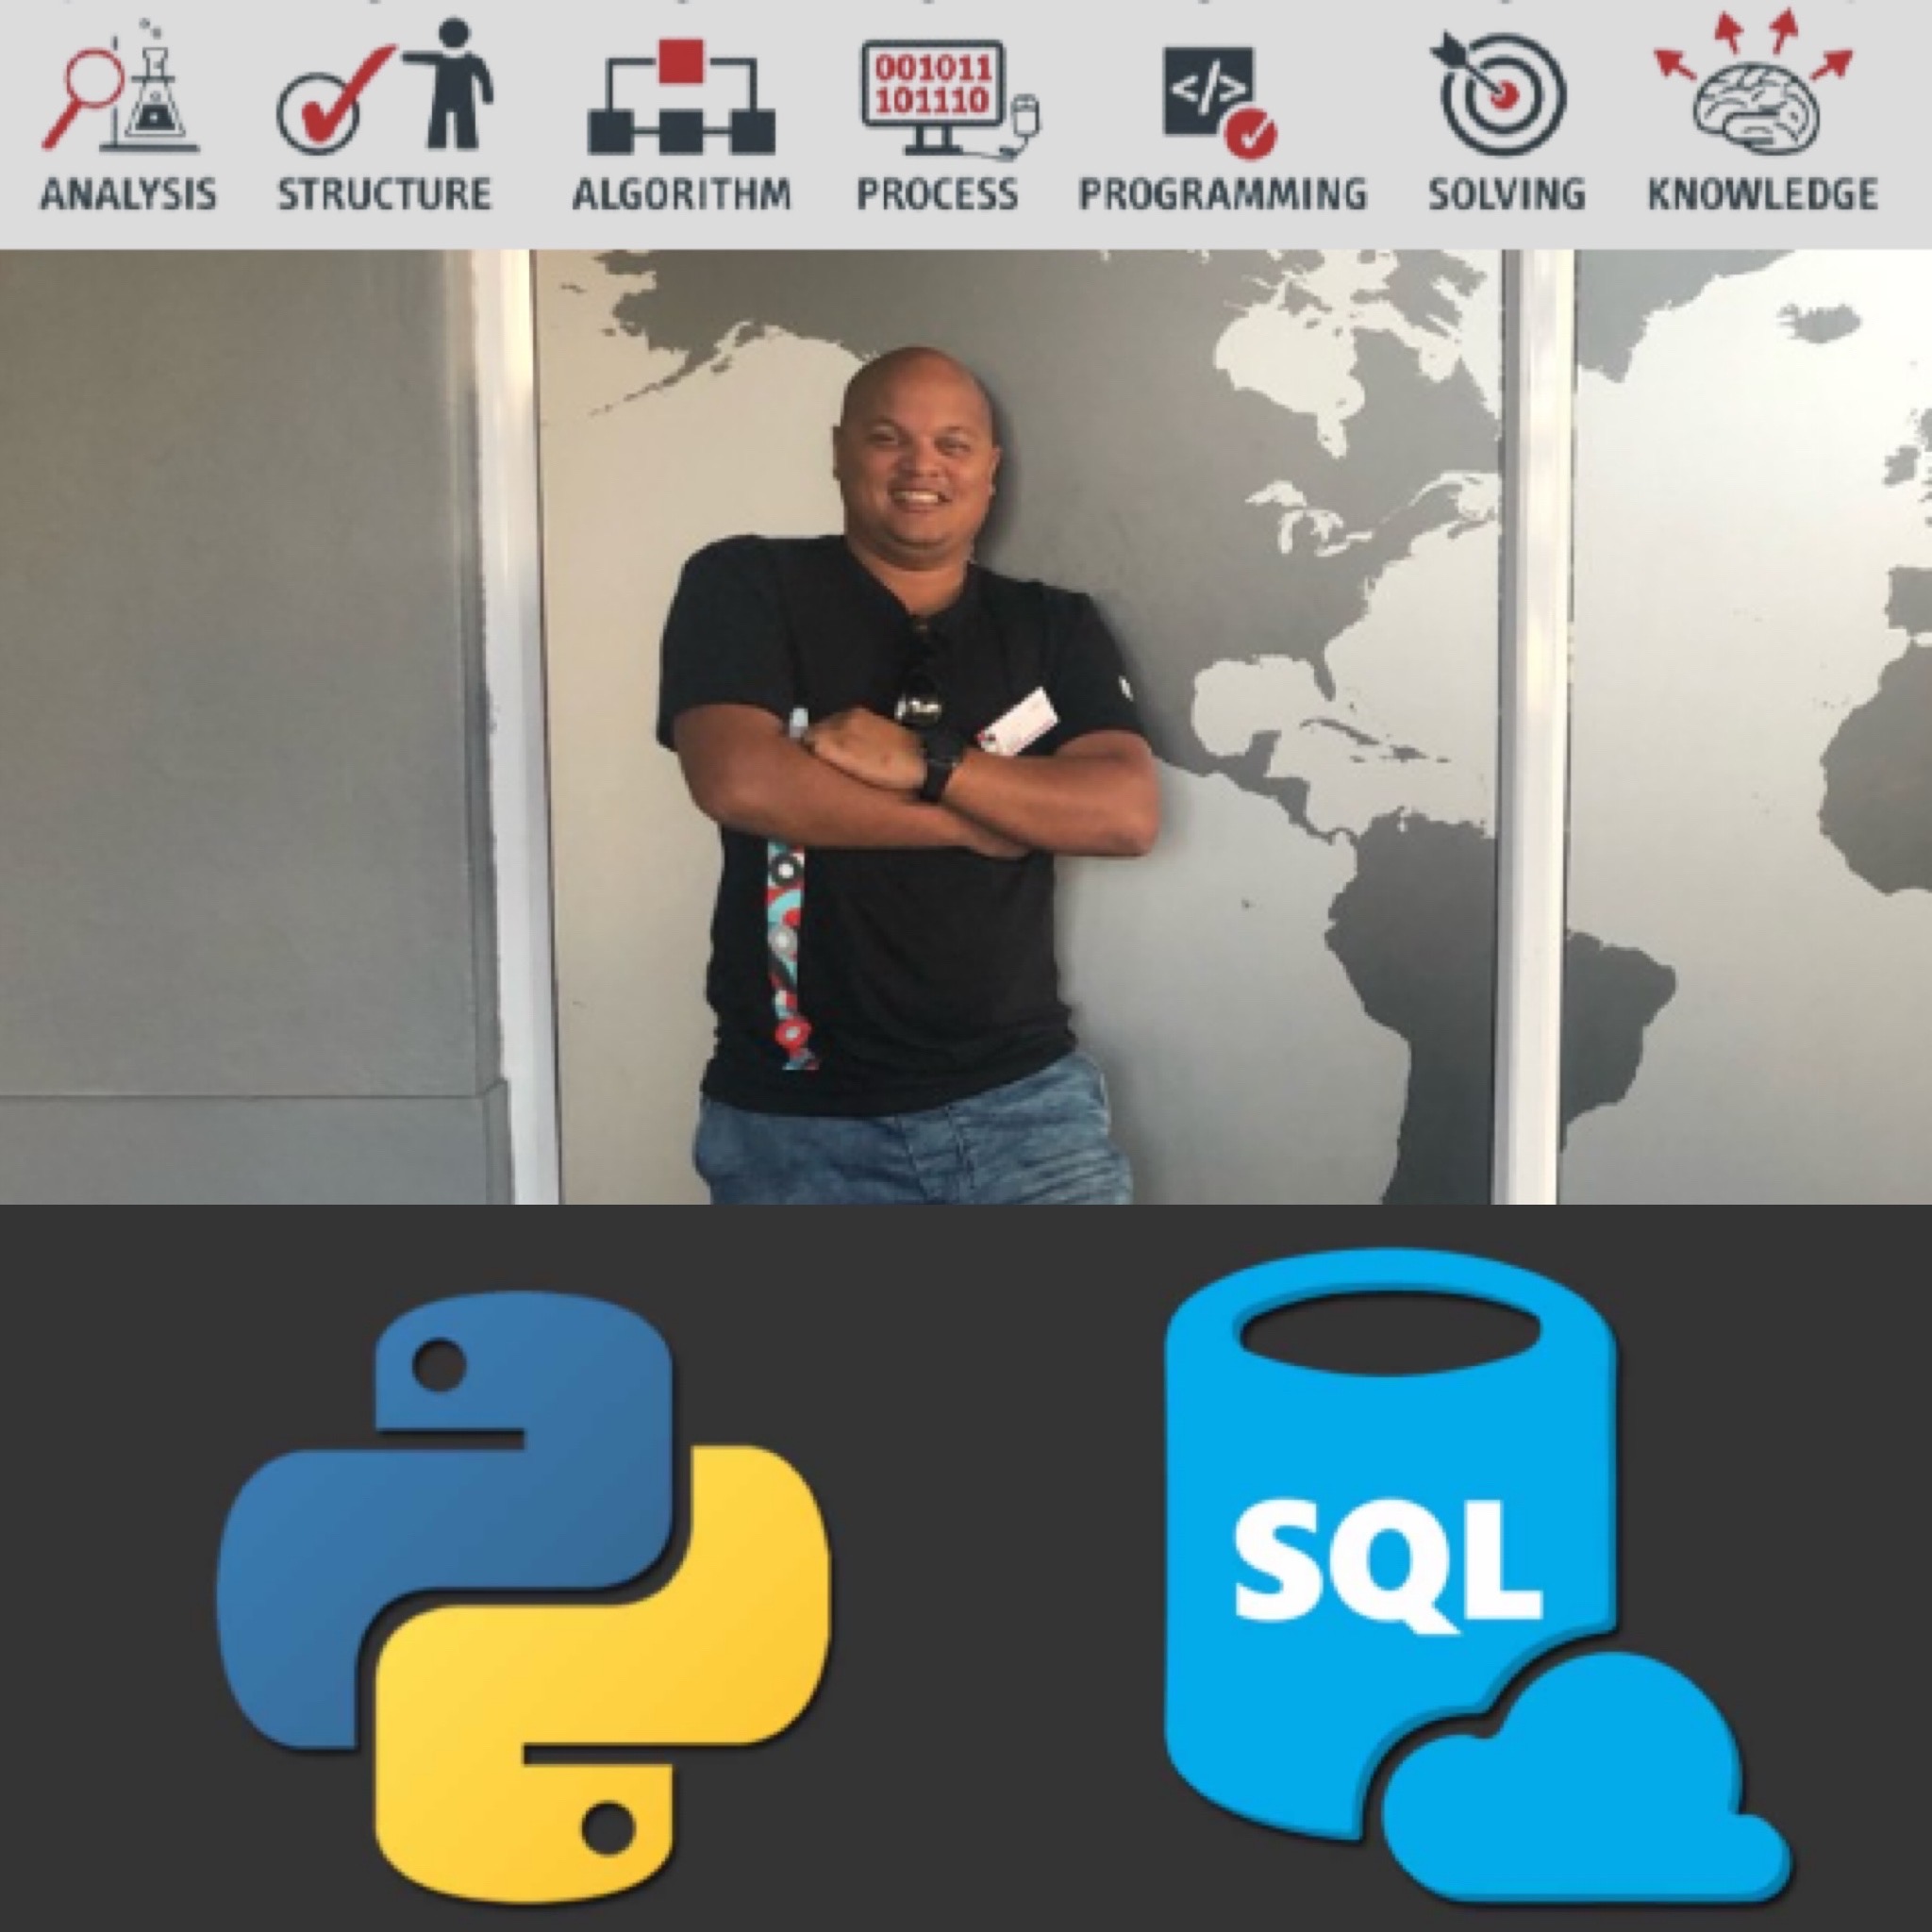 ANALYSIS STRUCTURE ALGORITHM PROCESS PROGRAMMING SOLVING KNOWLEDGE
001011
101110
</>
SQL